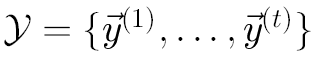 𝒴 = {y⃗^(1), ..., y⃗^(t)}